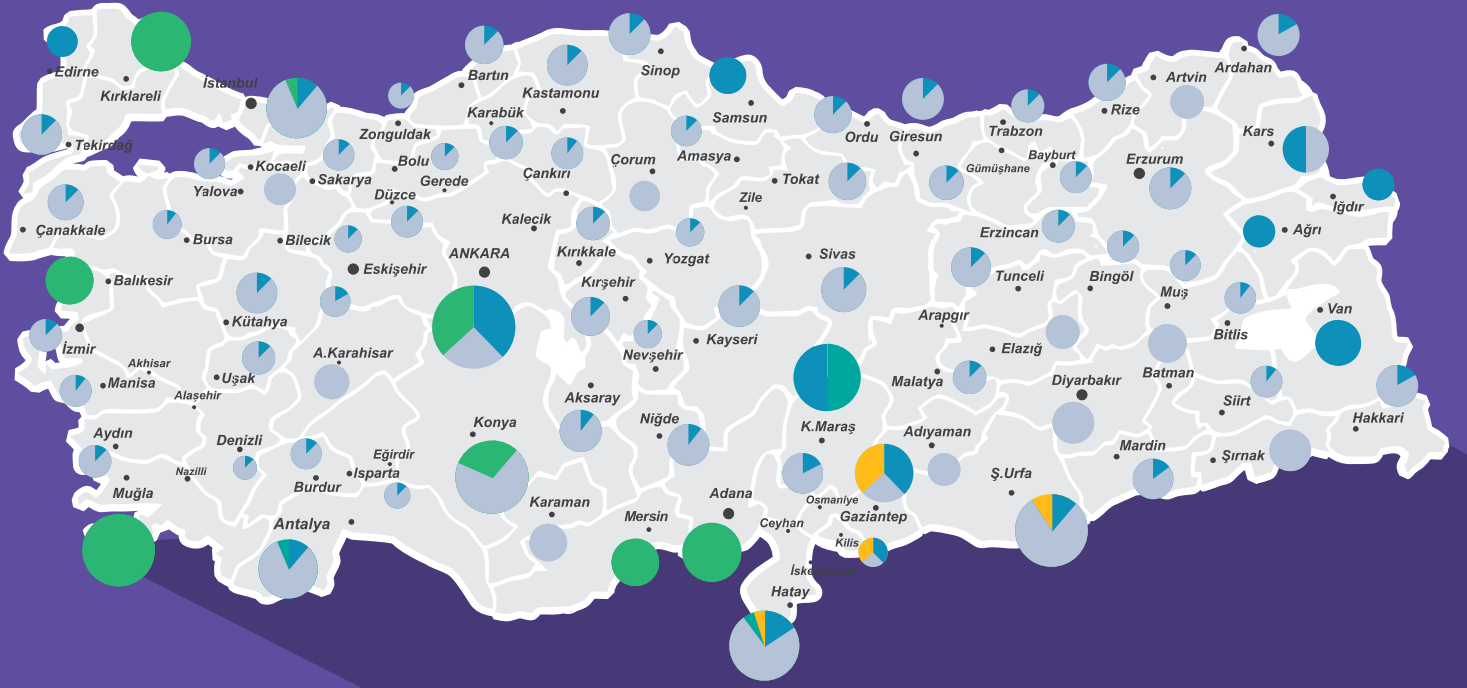 Edirne
Kırklareli
İstanbul
Tekirdağ
Bartın
Kastamonu
Sinop
Karabük
Zonguldak
Samsun
Ordu
Giresun
Trabzon
Rize
Artvin
Ardahan
Kars
Iğdır
Ağrı
Erzurum
Bayburt
Gümüşhane
Kocaeli
Yalova
Sakarya
Bolu
Düzce
Gerede
Çankırı
Çorum
Amasya
Tokat
Zile
Çanakkale
Bursa
Bilecik
Eskişehir
ANKARA
Kalecik
Kırıkkale
Kırşehir
Yozgat
Sivas
Erzincan
Tunceli
Bingöl
Muş
Bitlis
Van
Balıkesir
Kütahya
İzmir
Akhisar
Manisa
Uşak
A.Karahisar
Alaşehir
Nevşehir
Kayseri
Arapgır
Elazığ
Malatya
Diyarbakır
Batman
Siirt
Hakkari
Şırnak
Mardin
Aksaray
Konya
Niğde
K.Maraş
Adıyaman
Ş.Urfa
Aydın
Denizli
Nazilli
Muğla
Burdur
Isparta
Eğirdir
Antalya
Karaman
Mersin
Adana
Ceyhan
Osmaniye
Gaziantep
Kilis
Hatay